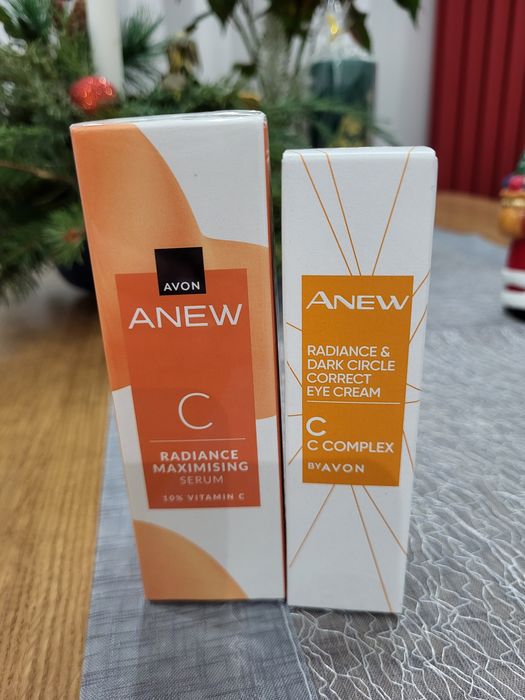 AVON
ANEW
C
RADIANCE
MAXIMISING
SERUM
10% VITAMIN C
ANEW
RADIANCE &
DARK CIRCLE
CORRECT
EYE CREAM
C
C COMPLEX
BY AVON